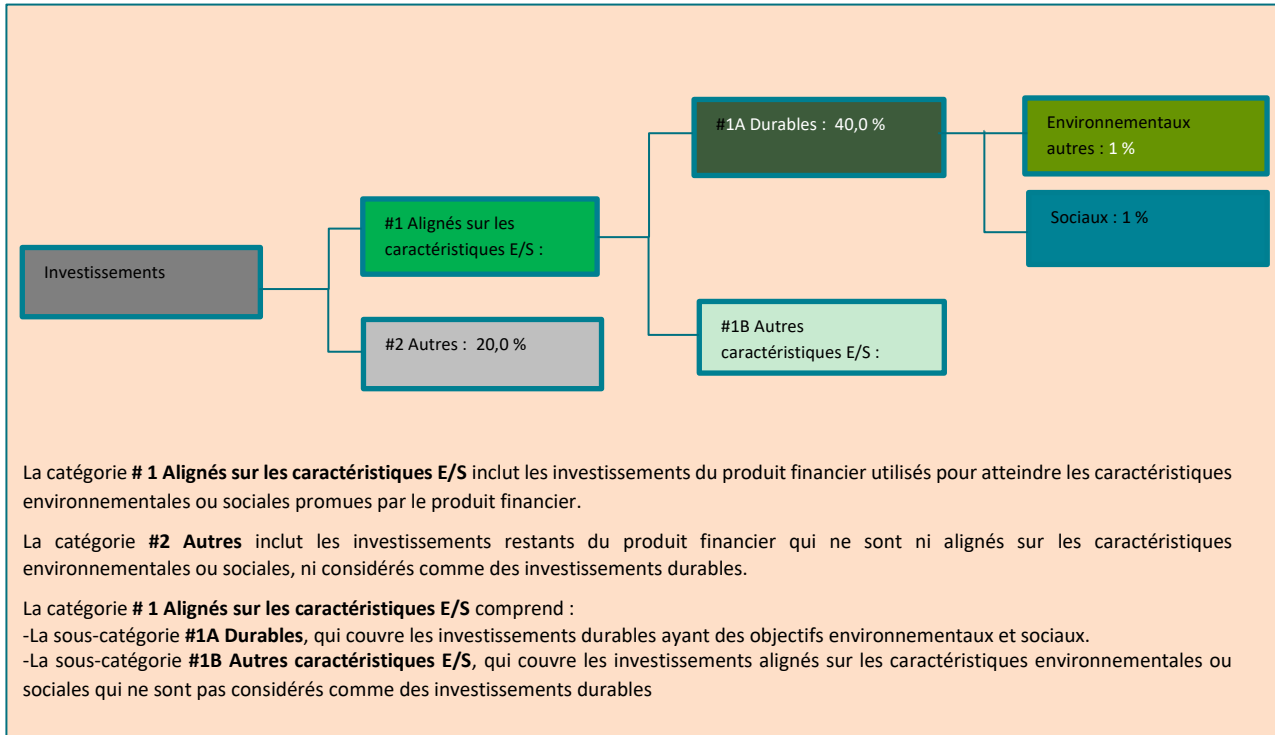 #1A Durables : 40,0 %
Environnementaux
autres : 1 %
#1 Alignés sur les
caractéristiques E/S :
Sociaux : 1 %
Investissements
#2 Autres : 20,0 %
#1B Autres
caractéristiques E/S :
La catégorie # 1 Alignés sur les caractéristiques E/S inclut les investissements du produit financier utilisés pour atteindre les caractéristiques
environnementales ou sociales promues par le produit financier.
La catégorie #2 Autres inclut les investissements restants du produit financier qui ne sont ni alignés sur les caractéristiques
environnementales ou sociales, ni considérés comme des investissements durables.
La catégorie # 1 Alignés sur les caractéristiques E/S comprend :
-La sous-catégorie #1A Durables, qui couvre les investissements durables ayant des objectifs environnementaux et sociaux.
-La sous-catégorie #1B Autres caractéristiques E/S, qui couvre les investissements alignés sur les caractéristiques environnementales ou
sociales qui ne sont pas considérés comme des investissements durables